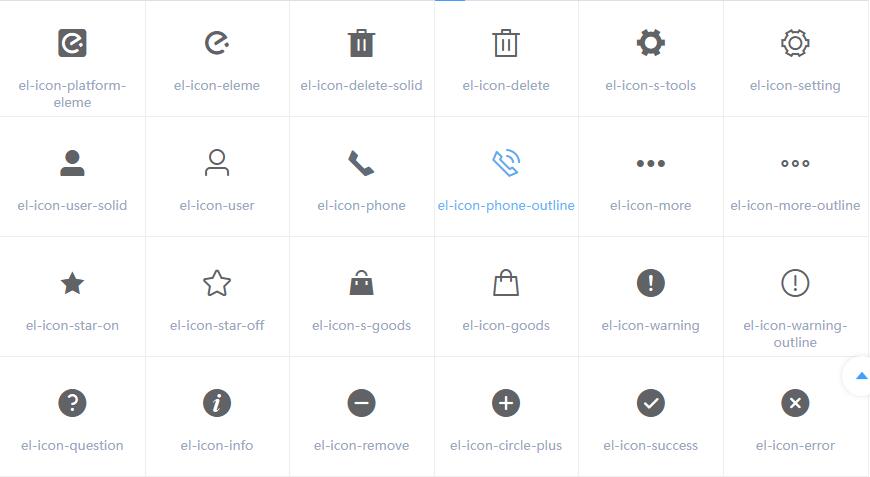 el-icon-platform-
eleme
el-icon-eleme
el-icon-delete-solid
el-icon-delete
el-icon-s-tools
el-icon-setting
el-icon-user-solid
el-icon-user
el-icon-phone
el-icon-phone-outline
el-icon-more
el-icon-more-outline
el-icon-star-on
el-icon-star-off
el-icon-s-goods
el-icon-goods
el-icon-warning
el-icon-warning-
outline
el-icon-question
el-icon-info
el-icon-remove
el-icon-circle-plus
el-icon-success
el-icon-error